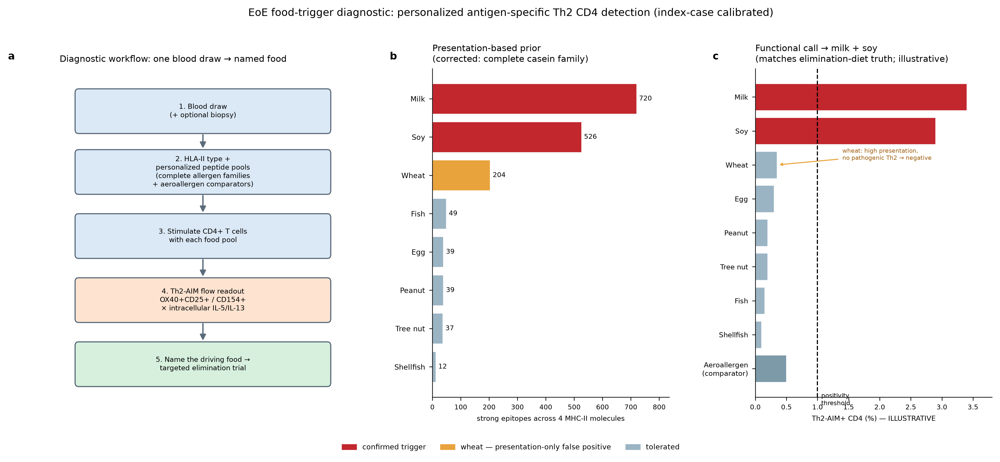 EoE food-trigger diagnostic: personalized antigen-specific Th2 CD4 detection (index-case calibrated)
a
Diagnostic workflow: one blood draw → named food
1. Blood draw
(+ optional biopsy)
2. HLA-II type +
personalized peptide pools
(complete allergen families
+ aeroallergen comparators)
3. Stimulate CD4+ T cells
with each food pool
4. Th2-AIM flow readout
OX40+CD25+ / CD154+
× intracellular IL-5/IL-13
5. Name the driving food →
targeted elimination trial
b
Presentation-based prior
(corrected: complete casein family)
Milk
720
Soy
526
Wheat
204
Fish
49
Egg
39
Peanut
39
Tree nut
37
Shellfish
12
0 100 200 300 400 500 600 700 800
strong epitopes across 4 MHC-II molecules
c
Functional call → milk + soy
(matches elimination-diet truth; illustrative)
Milk
Soy
wheat: high presentation,
no pathogenic Th2 → negative
Wheat
Egg
Peanut
Tree nut
Fish
Shellfish
Aeroallergen
(comparator)
positivity
threshold
0.0 0.5 1.0 1.5 2.0 2.5 3.0 3.5
Th2-AIM+ CD4 (%) — ILLUSTRATIVE
confirmed trigger
wheat — presentation-only false positive
tolerated